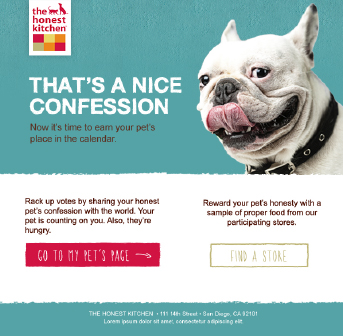 the
honest
kitchen
THAT'S A NICE
CONFESSION
Now it's time to earn your pet's
place in the calendar.
Rack up votes by sharing your honest
pet's confession with the world. Your
pet is counting on you. Also, they're
hungry.
GO TO MY PET'S PAGE →
Reward your pet's honesty with a
sample of proper food from our
participating stores.
FIND A STORE
THE HONEST KITCHEN • 111 14th Street • San Diego, CA 92101
Lorem ipsum dolor sit amet, consectetur adipiscing elit.